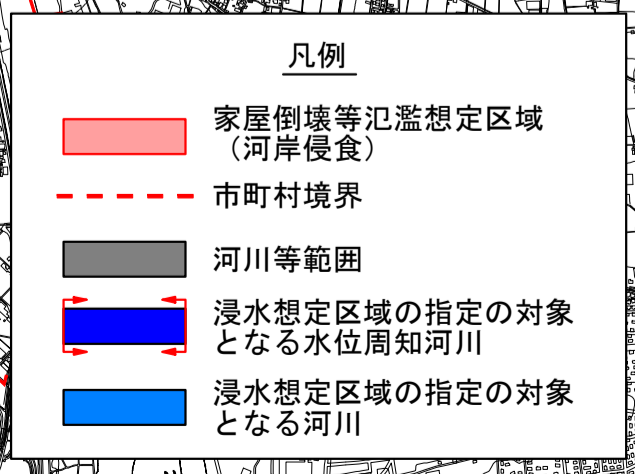 凡例
家屋倒壊等氾濫想定区域
（河岸侵食）
市町村境界
河川等範囲
浸水想定区域の指定の対象
となる水位周知河川
浸水想定区域の指定の対象
となる河川